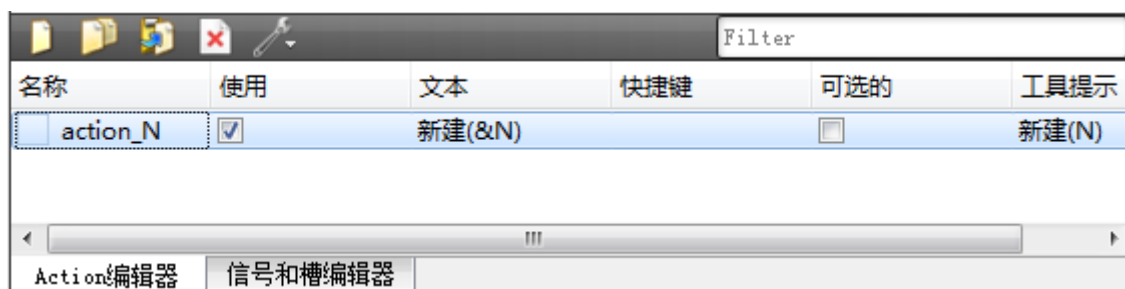 Filter
名称 使用 文本 快捷键 可选的 工具提示
action_N 新建(&N) 新建(N)
Action编辑器 信号和槽编辑器